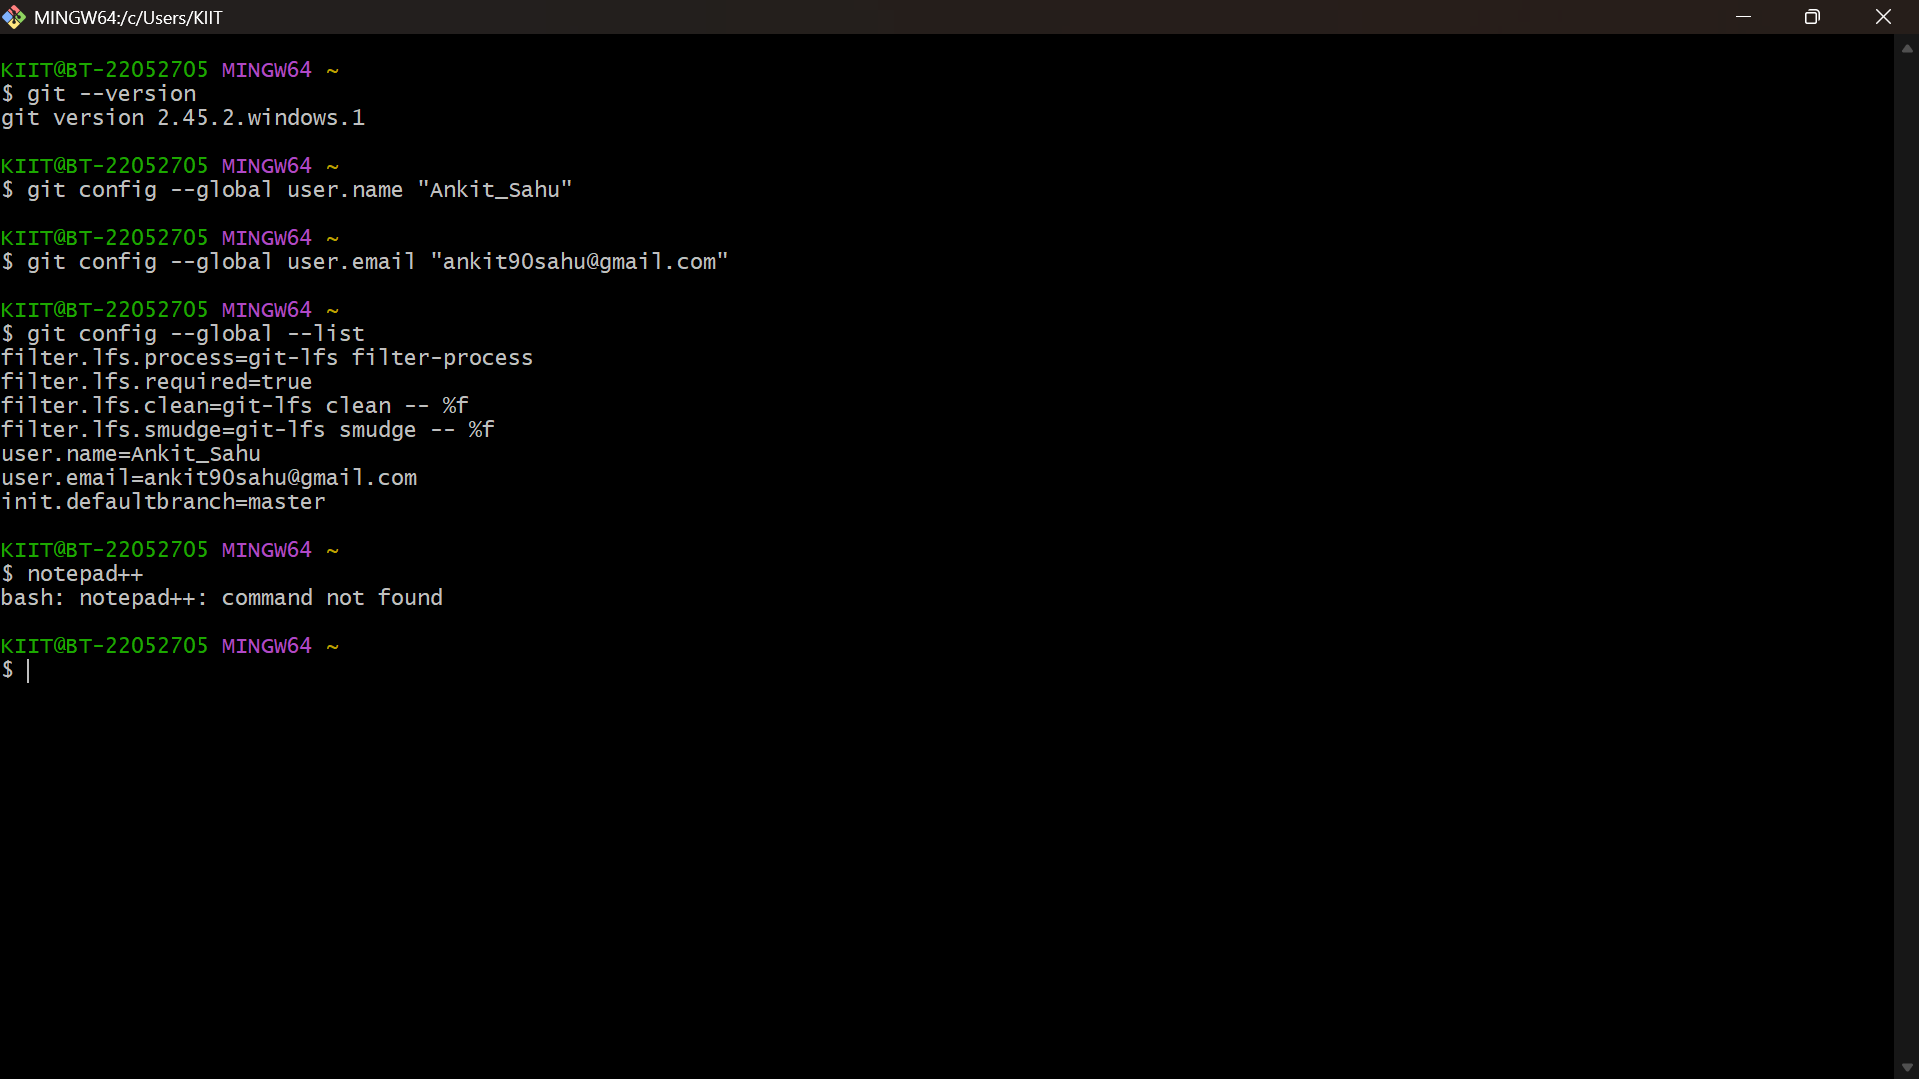 MINGW64:/c/Users/KIIT
KIIT@BT-22052705 MINGW64 ~
$ git --version
git version 2.45.2.windows.1
KIIT@BT-22052705 MINGW64 ~
$ git config --global user.name "Ankit_Sahu"
KIIT@BT-22052705 MINGW64 ~
$ git config --global user.email "ankit90sahu@gmail.com"
KIIT@BT-22052705 MINGW64 ~
$ git config --global --list
filter.lfs.process=git-lfs filter-process
filter.lfs.required=true
filter.lfs.clean=git-lfs clean -- %f
filter.lfs.smudge=git-lfs smudge -- %f
user.name=Ankit_Sahu
user.email=ankit90sahu@gmail.com
init.defaultbranch=master
KIIT@BT-22052705 MINGW64 ~
$ notepad++
bash: notepad++: command not found
KIIT@BT-22052705 MINGW64 ~
$